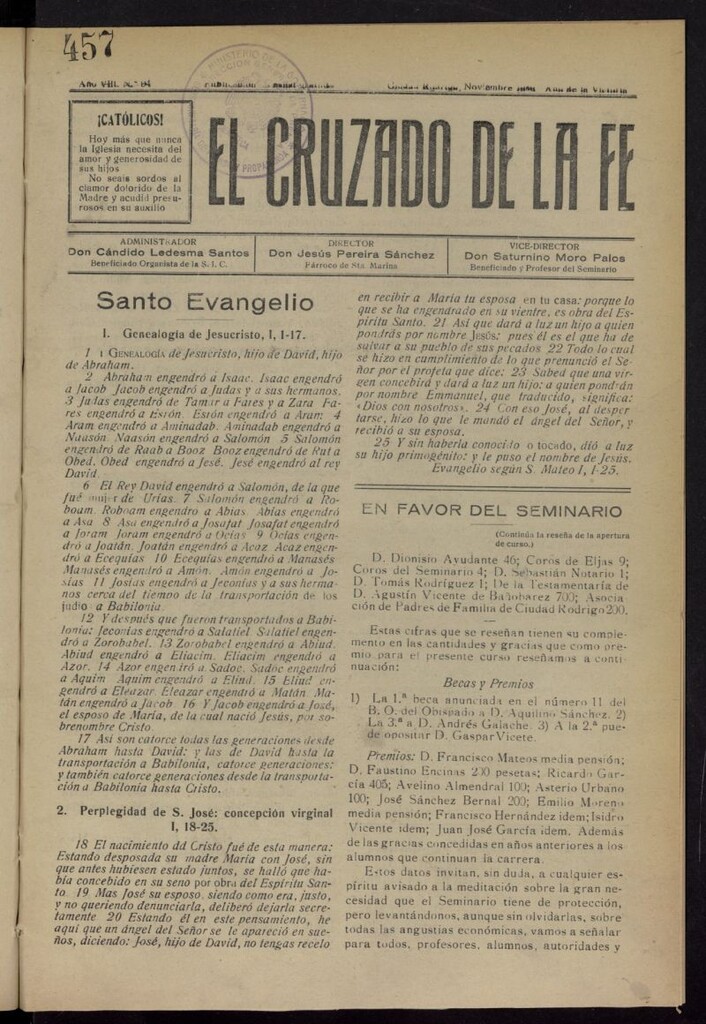 457
Año VIII. N.º 94
Noviembre
Año de la Victoria
¡CATÓLICOS!
Hoy más que nunca
la Iglesia necesita del
amor y generosidad de
sus hijos
No seais sordos al
clamor dolorido de la
Madre y acudid presu-
rosos en su auxilio
EL CRUZADO DE LA FE
ADMINISTRADOR
Don Cándido Ledesma Santos
Beneficiado Organista de la S. I. C.
DIRECTOR
Don Jesús Pereira Sánchez
Párroco de Sta. Marina
VICE-DIRECTOR
Don Saturnino Moro Palos
Beneficiado y Profesor del Seminario
Santo Evangelio
1. Genealogía de Jesucristo, I, 1-17.
1 1 GENEALOGÍA de Jesucristo, hijo de David, hijo
de Abraham.
2 Abraham engendró a Isaac. Isaac engendró
a Jacob Jacob engendró a Judas y a sus hermanos.
3 Judas engendró de Tamar a Fares y a Zara Fa-
res engendró a Esrón. Esrón engendró a Aram: 4
Aram engendró a Aminadab. Aminadab engendró
a Naasón. Naasón engendró a Salomón 5 Salomón
engendró de Raab a Booz Booz engendró de Rut a
Obed. Obed engendró a Jesé. Jesé engendró al rey
David.
6 El Rey David engendró a Salomón, de la que
fué mujer de Urías. 7 Salomón engendró a Ro-
boam. Roboam engendró a Abías. Abías engendró
a Asa 8 Asa engendró a Josafat Josafat engendró
a Joram Joram engendró a Ocías 9 Ocías engen-
dró a Joatán. Joatán engendró a Acaz Acaz engen-
dró a Ecequías 10 Ecequías engendró a Manasés
Manasés engendró a Amón. Amón engendró a Jo-
sías 11 Josías engendró a Jeconías y a sus herma-
nos cerca del tiempo de la transportación de los
judío a Babilonia.
12 Y después que fueron transportados a Babi-
lonia: Jeconías engendró a Salatiel Salatiel engen-
dró a Zorobabel. 13 Zorobabel engendró a Abiud.
Abiud engendró a Eliacím. Eliacím engendró a
Azor. 14 Azor engendró a Sadoc. Sadoc engendró
a Aquim Aquim engendró a Eliud. 15 Eliud en-
gendró a Eleazar. Eleazar engendró a Matán Ma-
tán engendró a Jacob 16 Y Jacob engendró a José,
el esposo de María, de la cual nació Jesús, por so-
brenombre Cristo.
17 Así son catorce todas las generaciones desde
Abraham hasta David: y las de David hasta la
transportación a Babilonia, catorce generaciones:
y también catorce generaciones desde la transporta-
ción a Babilonia hasta Cristo.
2. Perplegidad de S. José: concepción virginal
I, 18-25.
18 El nacimiento dd Cristo fué de esta manera:
Estando desposada su madre María con José, sin
que antes hubiesen estado juntos, se halló que ha-
bía concebido en su seno por obra del Espíritu San-
to. 19 Mas José su esposo, siendo como era, justo,
y no queriendo denunciarla, deliberó dejarla secre-
tamente 20 Estando él en este pensamiento, he
aquí que un ángel del Señor se le apareció en sue-
ños, diciendo: José, hijo de David, no tengas recelo
en recibir a María tu esposa en tu casa: porque lo
que se ha engendrado en su vientre, es obra del Es-
píritu Santo. 21 Así que dará a luz un hijo a quien
pondrás por nombre JESÚS: pues él es el que ha de
salvar a su pueblo de sus pecados 22 Todo lo cual
se hizo en cumplimiento de lo que prenunció el Se-
ñor por el profeta que dice: 23 Sabed que una vir-
gen concebirá y dará a luz un hijo: a quien pondrán
por nombre Emmanuel, que traducido, significa:
«Dios con nosotros». 24 Con eso José, al desper
tarse, hizo lo que le mandó el ángel del Señor, y
recibió a su esposa.
25 Y sin haberla conocido o tocado, dió a luz
su hijo primogénito: y le puso el nombre de Jesús.
Evangelio según S. Mateo I, 1-25.
EN FAVOR DEL SEMINARIO
(Continúa la reseña de la apertura
de curso.)
D. Dionisio Ayudante 46; Coros de Eljas 9;
Coros del Seminario 4; D. Sebastián Notario 1;
D. Tomás Rodríguez 1; De la Testamentaría de
D. Agustín Vicente de Bañobarez 700; Asocia
ción de Padres de Familia de Ciudad Rodrigo 200.
Estas cifras que se reseñan tienen su comple-
mento en las cantidades y gracias que como pre-
mio para el presente curso reseñamos a conti
nuación:
Becas y Premios
1) La 1.ª beca anunciada en el número 11 del
B. O. del Obispado a D. Aquilino Sánchez. 2)
La 3.ª a D. Andrés Galache. 3) A la 2.ª pue-
de opositar D. Gaspar Vicete.
Premios: D. Francisco Mateos media pensión;
D. Faustino Encinas 200 pesetas; Ricardo Gar-
cía 405; Avelino Almendral 100; Asterio Urbano
100; José Sánchez Bernal 200; Emilio Moreno
media pensión; Francisco Hernández idem; Isidro
Vicente idem; Juan José García idem. Además
de las gracias concedidas en años anteriores a los
alumnos que continuan la carrera.
Estos datos invitan, sin duda, a cualquier es-
píritu avisado a la meditación sobre la gran ne-
cesidad que el Seminario tiene de protección,
pero levantándonos, aunque sin olvidarlas, sobre
todas las angustias económicas, vamos a señalar
para todos, profesores, alumnos, autoridades y